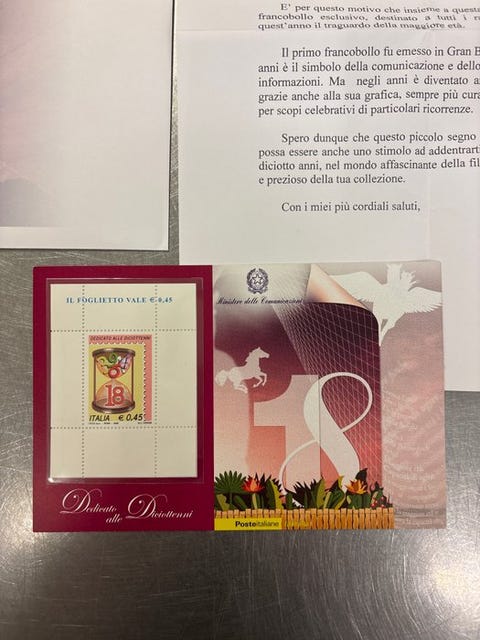 E' per questo motivo che insieme a questa
francobollo esclusivo, destinato a tutti i
quest'anno il traguardo della maggiore età.
Il primo francobollo fu emesso in Gran
anni è il simbolo della comunicazione e dello
informazioni. Ma negli anni è diventato
grazie anche alla sua grafica, sempre più
per scopi celebrativi di particolari ricorrenze.
Spero dunque che questo piccolo segno
possa essere anche uno stimolo ad addentrarti
diciotto anni, nel mondo affascinante della
e prezioso della tua collezione.
Con i miei più cordiali saluti,
IL FOGLIETTO VALE € 0,45
DEDICATO ALLE DICIOTTENNI
18
ITALIA € 0,45
Dedicato
alle Diciottenni
Ministero delle Comunicazioni
18
Posteitaliane